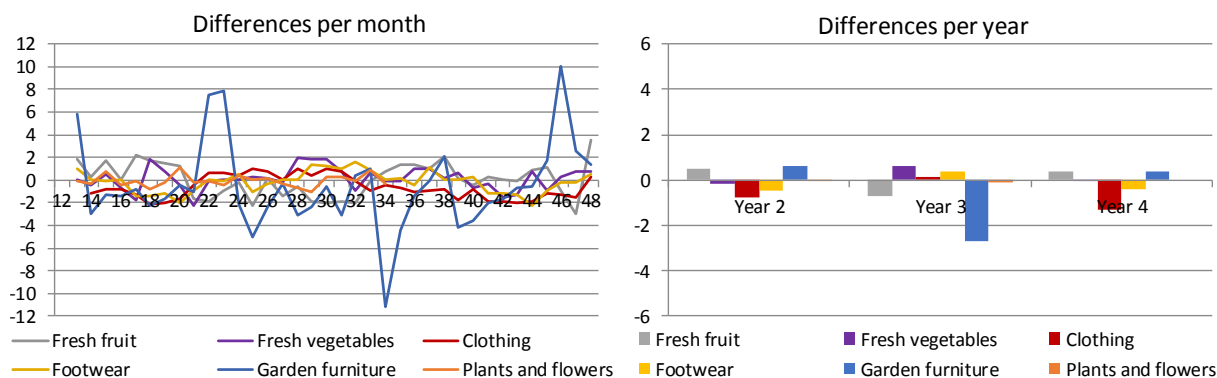 Differences per month
12
10
8
6
4
2
0
-2
-4
-6
-8
-10
-12
12 14 16 18 20 22 24 26 28 30 32 34 36 38 40 42 44 46 48
Fresh fruit Fresh vegetables Clothing
Footwear Garden furniture Plants and flowers
Differences per year
6
4
2
0
-2
-4
-6
Year 2 Year 3 Year 4
Fresh fruit Fresh vegetables Clothing
Footwear Garden furniture Plants and flowers